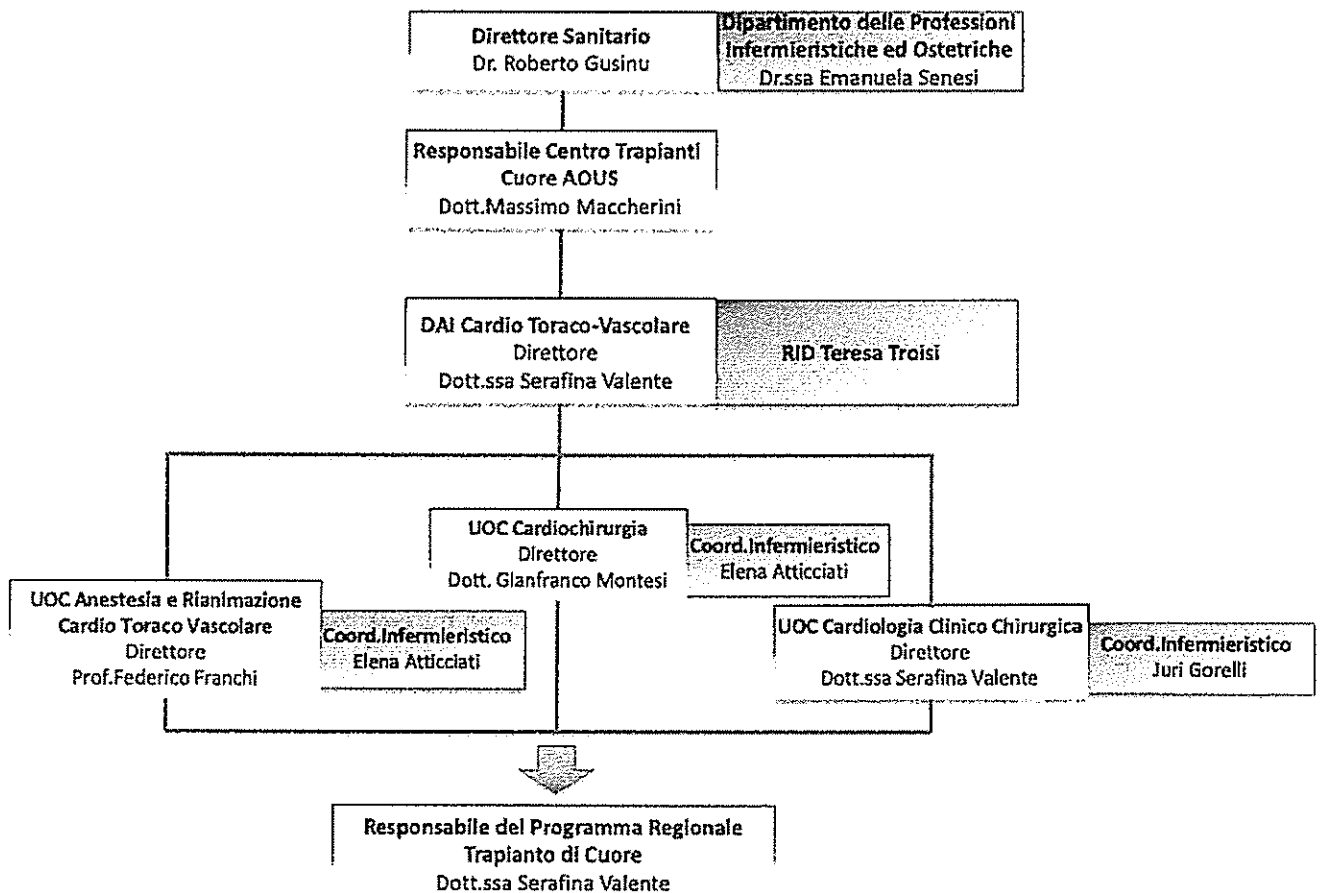 Direttore Sanitario
Dr. Roberto Gusinu
Dipartimento delle Professioni
Infermieristiche ed Ostetriche
Dr.ssa Emanuela Senesi
Responsabile Centro Trapianti
Cuore AOUS
Dott.Massimo Maccherini
DAI Cardio Toraco-Vascolare
Direttore
Dott.ssa Serafina Valente
RID Teresa Troisi
UOC Cardiochirurgia
Direttore
Dott. Gianfranco Montesi
Coord.Infermieristico
Elena Atticciati
UOC Anestesia e Rianimazione
Cardio Toraco Vascolare
Direttore
Prof.Federico Franchi
Coord.Infermieristico
Elena Atticciati
UOC Cardiologia Clinico Chirurgica
Direttore
Dott.ssa Serafina Valente
Coord.Infermieristico
Juri Gorelli
Responsabile del Programma Regionale
Trapianto di Cuore
Dott.ssa Serafina Valente